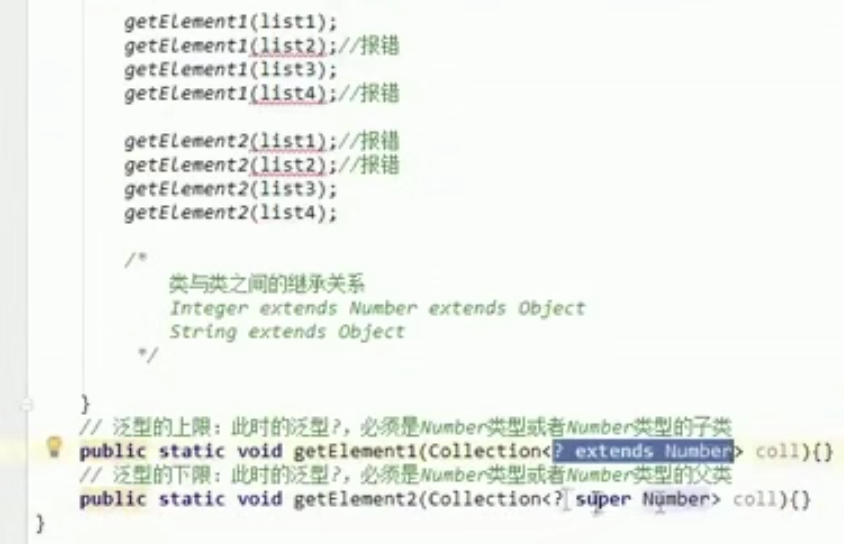 getElement1(list1);
getElement1(list2);//报错
getElement1(list3);
getElement1(list4);//报错
getElement2(list1);//报错
getElement2(list2);//报错
getElement2(list3);
getElement2(list4);
/*
类与类之间的继承关系
Integer extends Number extends Object
String extends Object
*/
}
// 泛型的上限：此时的泛型?，必须是Number类型或者Number类型的子类
public static void getElement1(Collection<? extends Number> coll){}
// 泛型的下限：此时的泛型?，必须是Number类型或者Number类型的父类
public static void getElement2(Collection<? super Number> coll){}
}